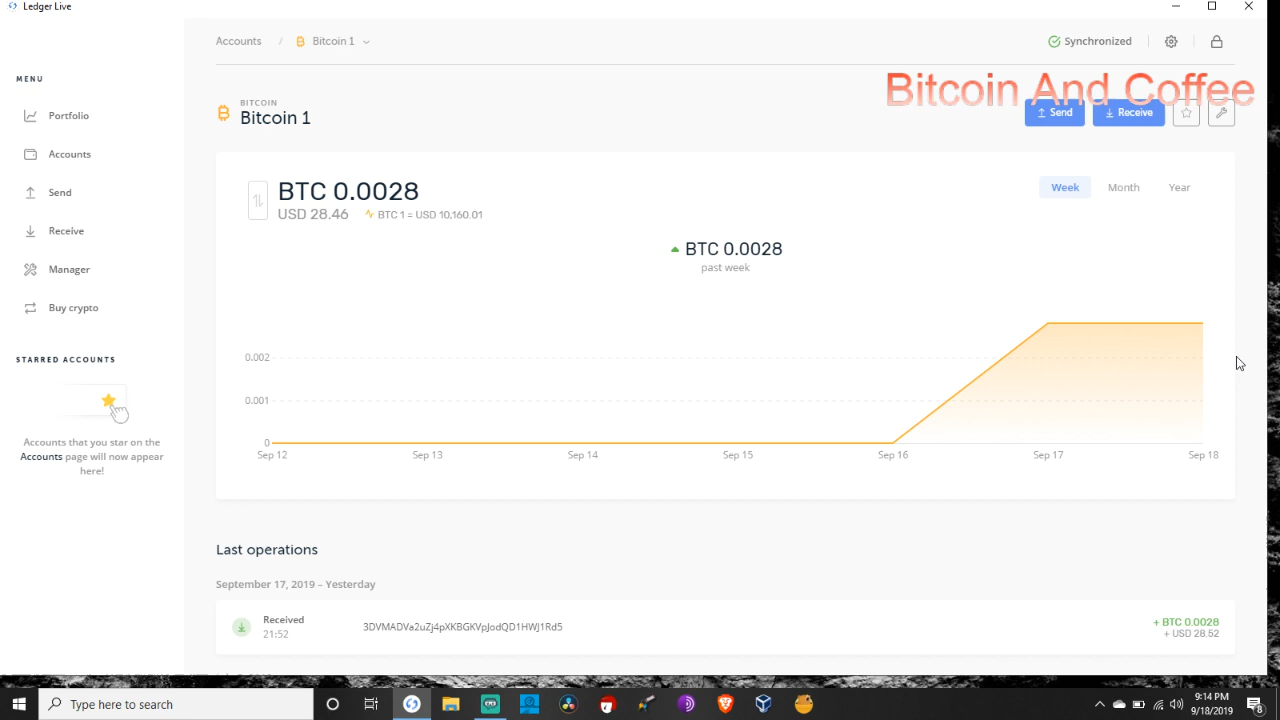 Ledger Live
Accounts / Bitcoin 1
Synchronized
Bitcoin And Coffee
MENU
Portfolio
Accounts
Send
Receive
Manager
Buy crypto
STARRED ACCOUNTS
Accounts that you star on the
Accounts page will now appear
here!
BITCOIN
Bitcoin 1
Send
Receive
BTC 0.0028
USD 28.46 BTC 1 = USD 10,160.01
Week Month Year
BTC 0.0028
past week
0.002
0.001
0
Sep 12 Sep 13 Sep 14 Sep 15 Sep 16 Sep 17 Sep 18
Last operations
September 17, 2019 – Yesterday
Received
21:52
3DVMADVa2uZj4pXKBGKVpJodQD1HWJ1Rd5
+ BTC 0.0028
+ USD 28.52
Type here to search
9:14 PM
9/18/2019
8